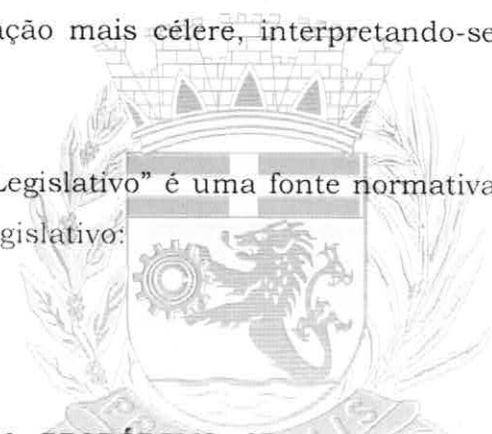 ação mais célere, interpretando-se
Legislativo” é uma fonte normativa
gislativo: